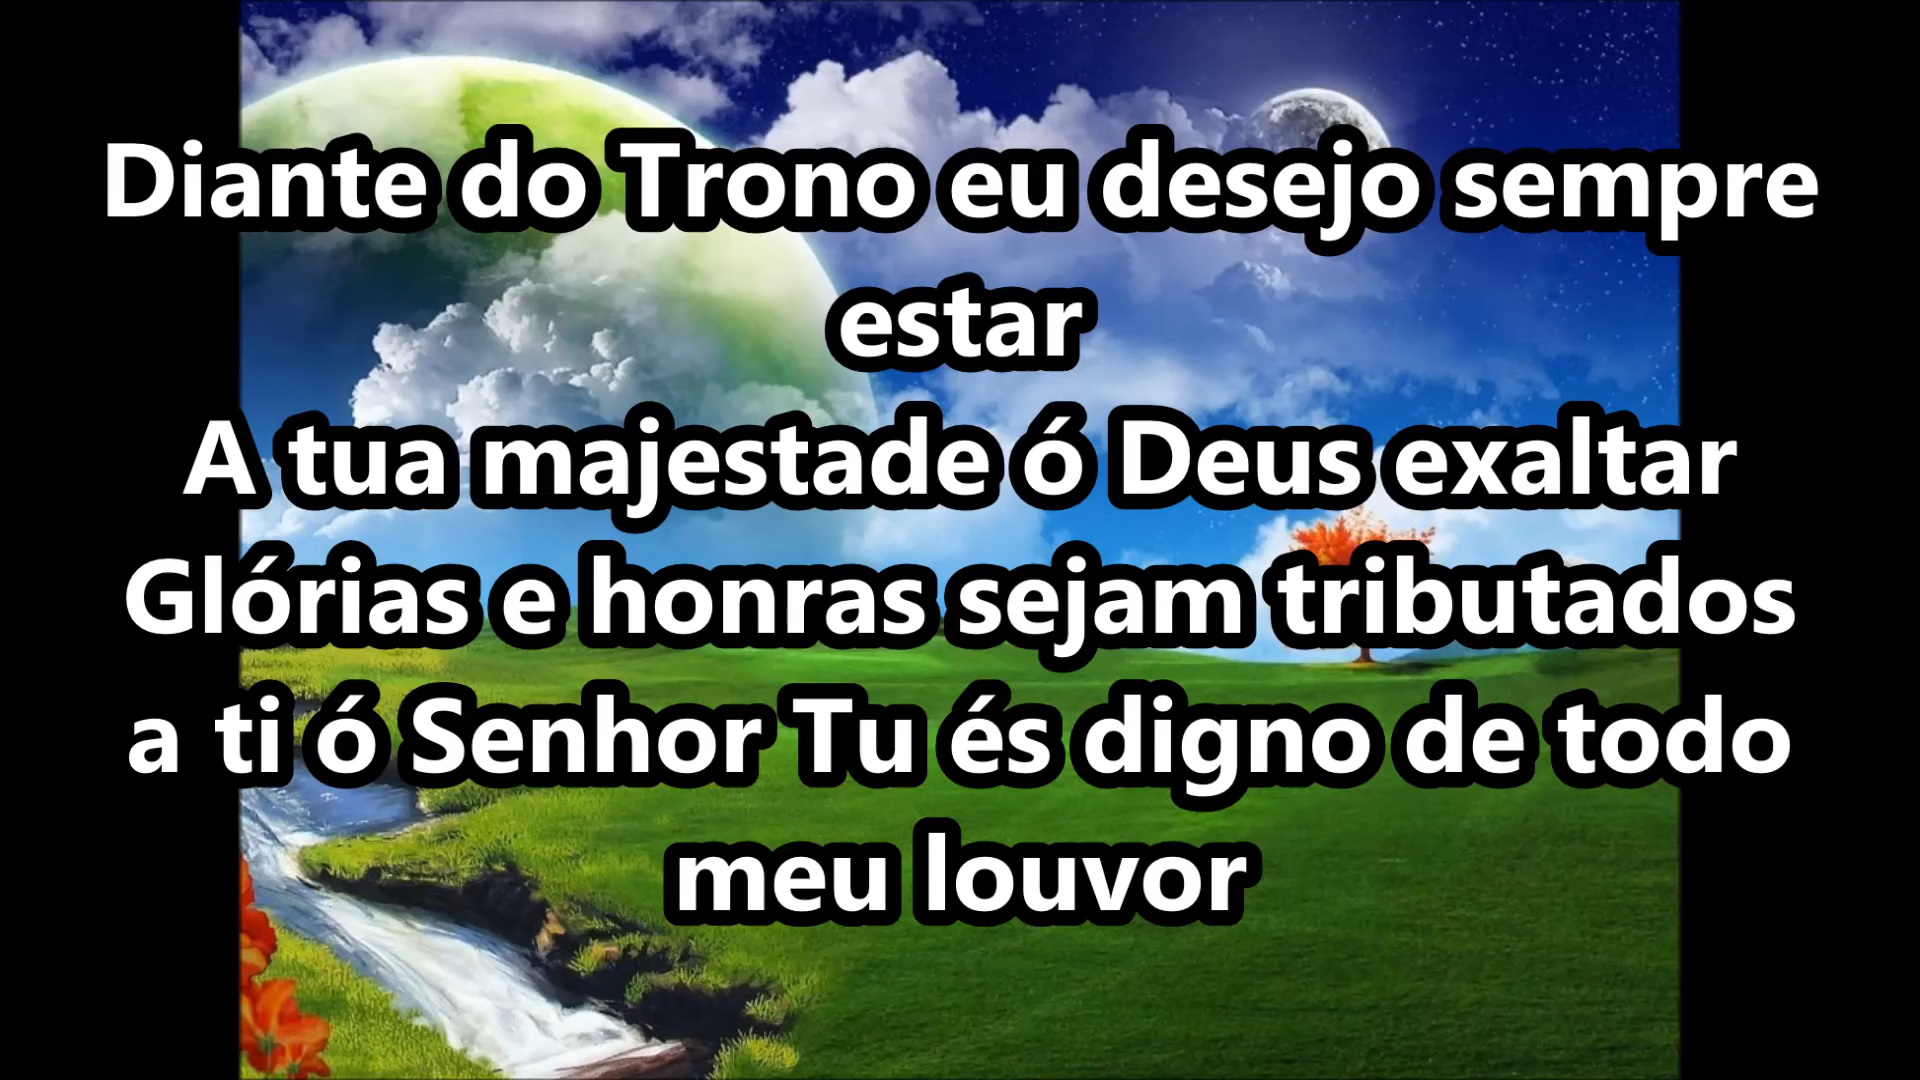 Diante do Trono eu desejo sempre
estar
A tua majestade ó Deus exaltar
Glórias e honras sejam tributados
a ti ó Senhor Tu és digno de todo
meu louvor